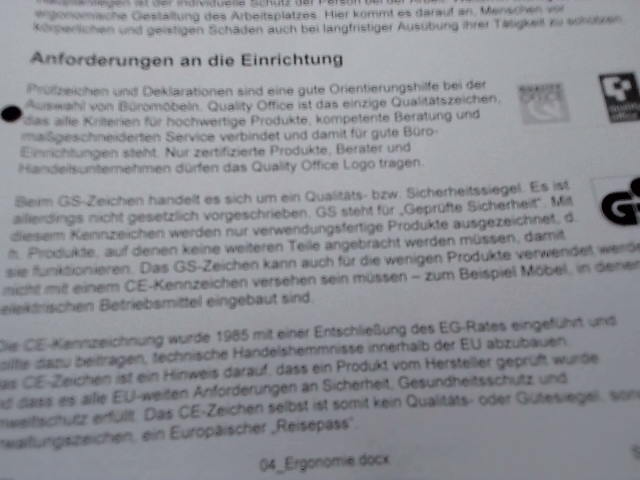 ist der individuelle Schutz der Person bei der Arbeit.
ergonomische Gestaltung des Arbeitsplatzes. Hier kommt es darauf an, Menschen vor
körperlichen und geistigen Schäden auch bei langfristiger Ausübung ihrer Tätigkeit zu schützen.
Anforderungen an die Einrichtung
Prüfzeichen und Deklarationen sind eine gute Orientierungshilfe bei der
Auswahl von Büromöbeln. Quality Office ist das einzige Qualitätszeichen,
das alle Kriterien für hochwertige Produkte, kompetente Beratung und
maßgeschneiderten Service verbindet und damit für gute Büro-
Einrichtungen steht. Nur zertifizierte Produkte, Berater und
Handelsunternehmen dürfen das Quality Office Logo tragen.
Beim GS-Zeichen handelt es sich um ein Qualitäts- bzw. Sicherheitssiegel. Es ist
allerdings nicht gesetzlich vorgeschrieben. GS steht für „Geprüfte Sicherheit". Mit
diesem Kennzeichen werden nur verwendungsfertige Produkte ausgezeichnet, d.
h. Produkte, auf denen keine weiteren Teile angebracht werden müssen, damit
sie funktionieren. Das GS-Zeichen kann auch für die wenigen Produkte verwendet werde
nicht mit einem CE-Kennzeichen versehen sein müssen – zum Beispiel Möbel, in denen
elektrischen Betriebsmittel eingebaut sind.
Die CE-Kennzeichnung wurde 1985 mit einer Entschließung des EG-Rates eingeführt und
sollte dazu beitragen, technische Handelshemmnisse innerhalb der EU abzubauen.
as CE-Zeichen ist ein Hinweis darauf, dass ein Produkt vom Hersteller geprüft wurde
d dass es alle EU-weiten Anforderungen an Sicherheit, Gesundheitsschutz und
mweltschutz erfüllt. Das CE-Zeichen selbst ist somit kein Qualitäts- oder Gütesiegel, son
rwaltungszeichen, ein Europäischer „Reisepass"
04_Ergonomie.docx